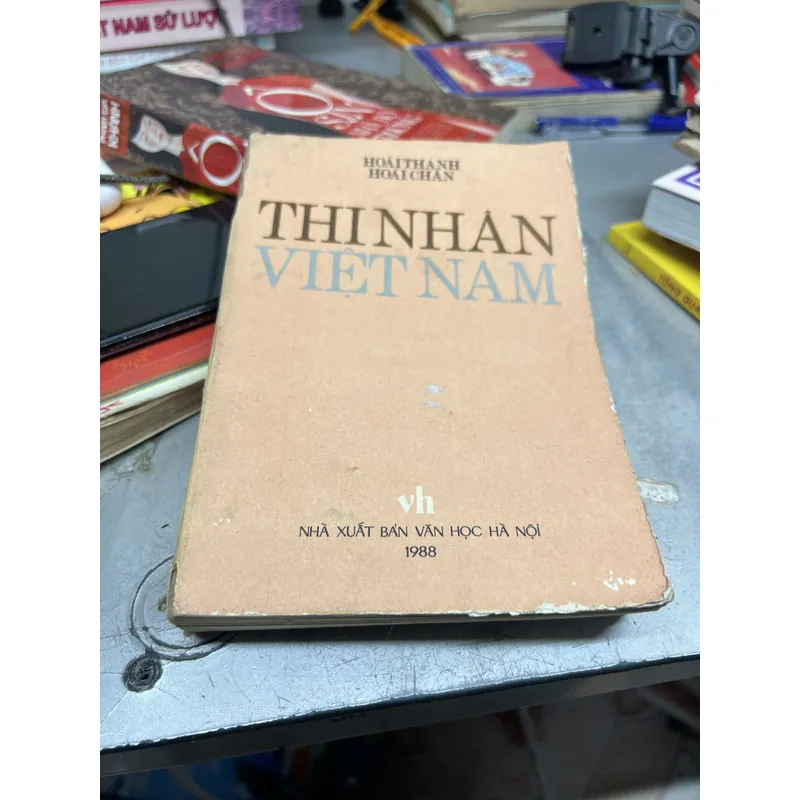 T NAM SỬ LƯỢC
HOÀI THANH
HOÀI CHÂN
THI NHÂN
VIỆT NAM
vh
NHÀ XUẤT BẢN VĂN HỌC HÀ NỘI
1988